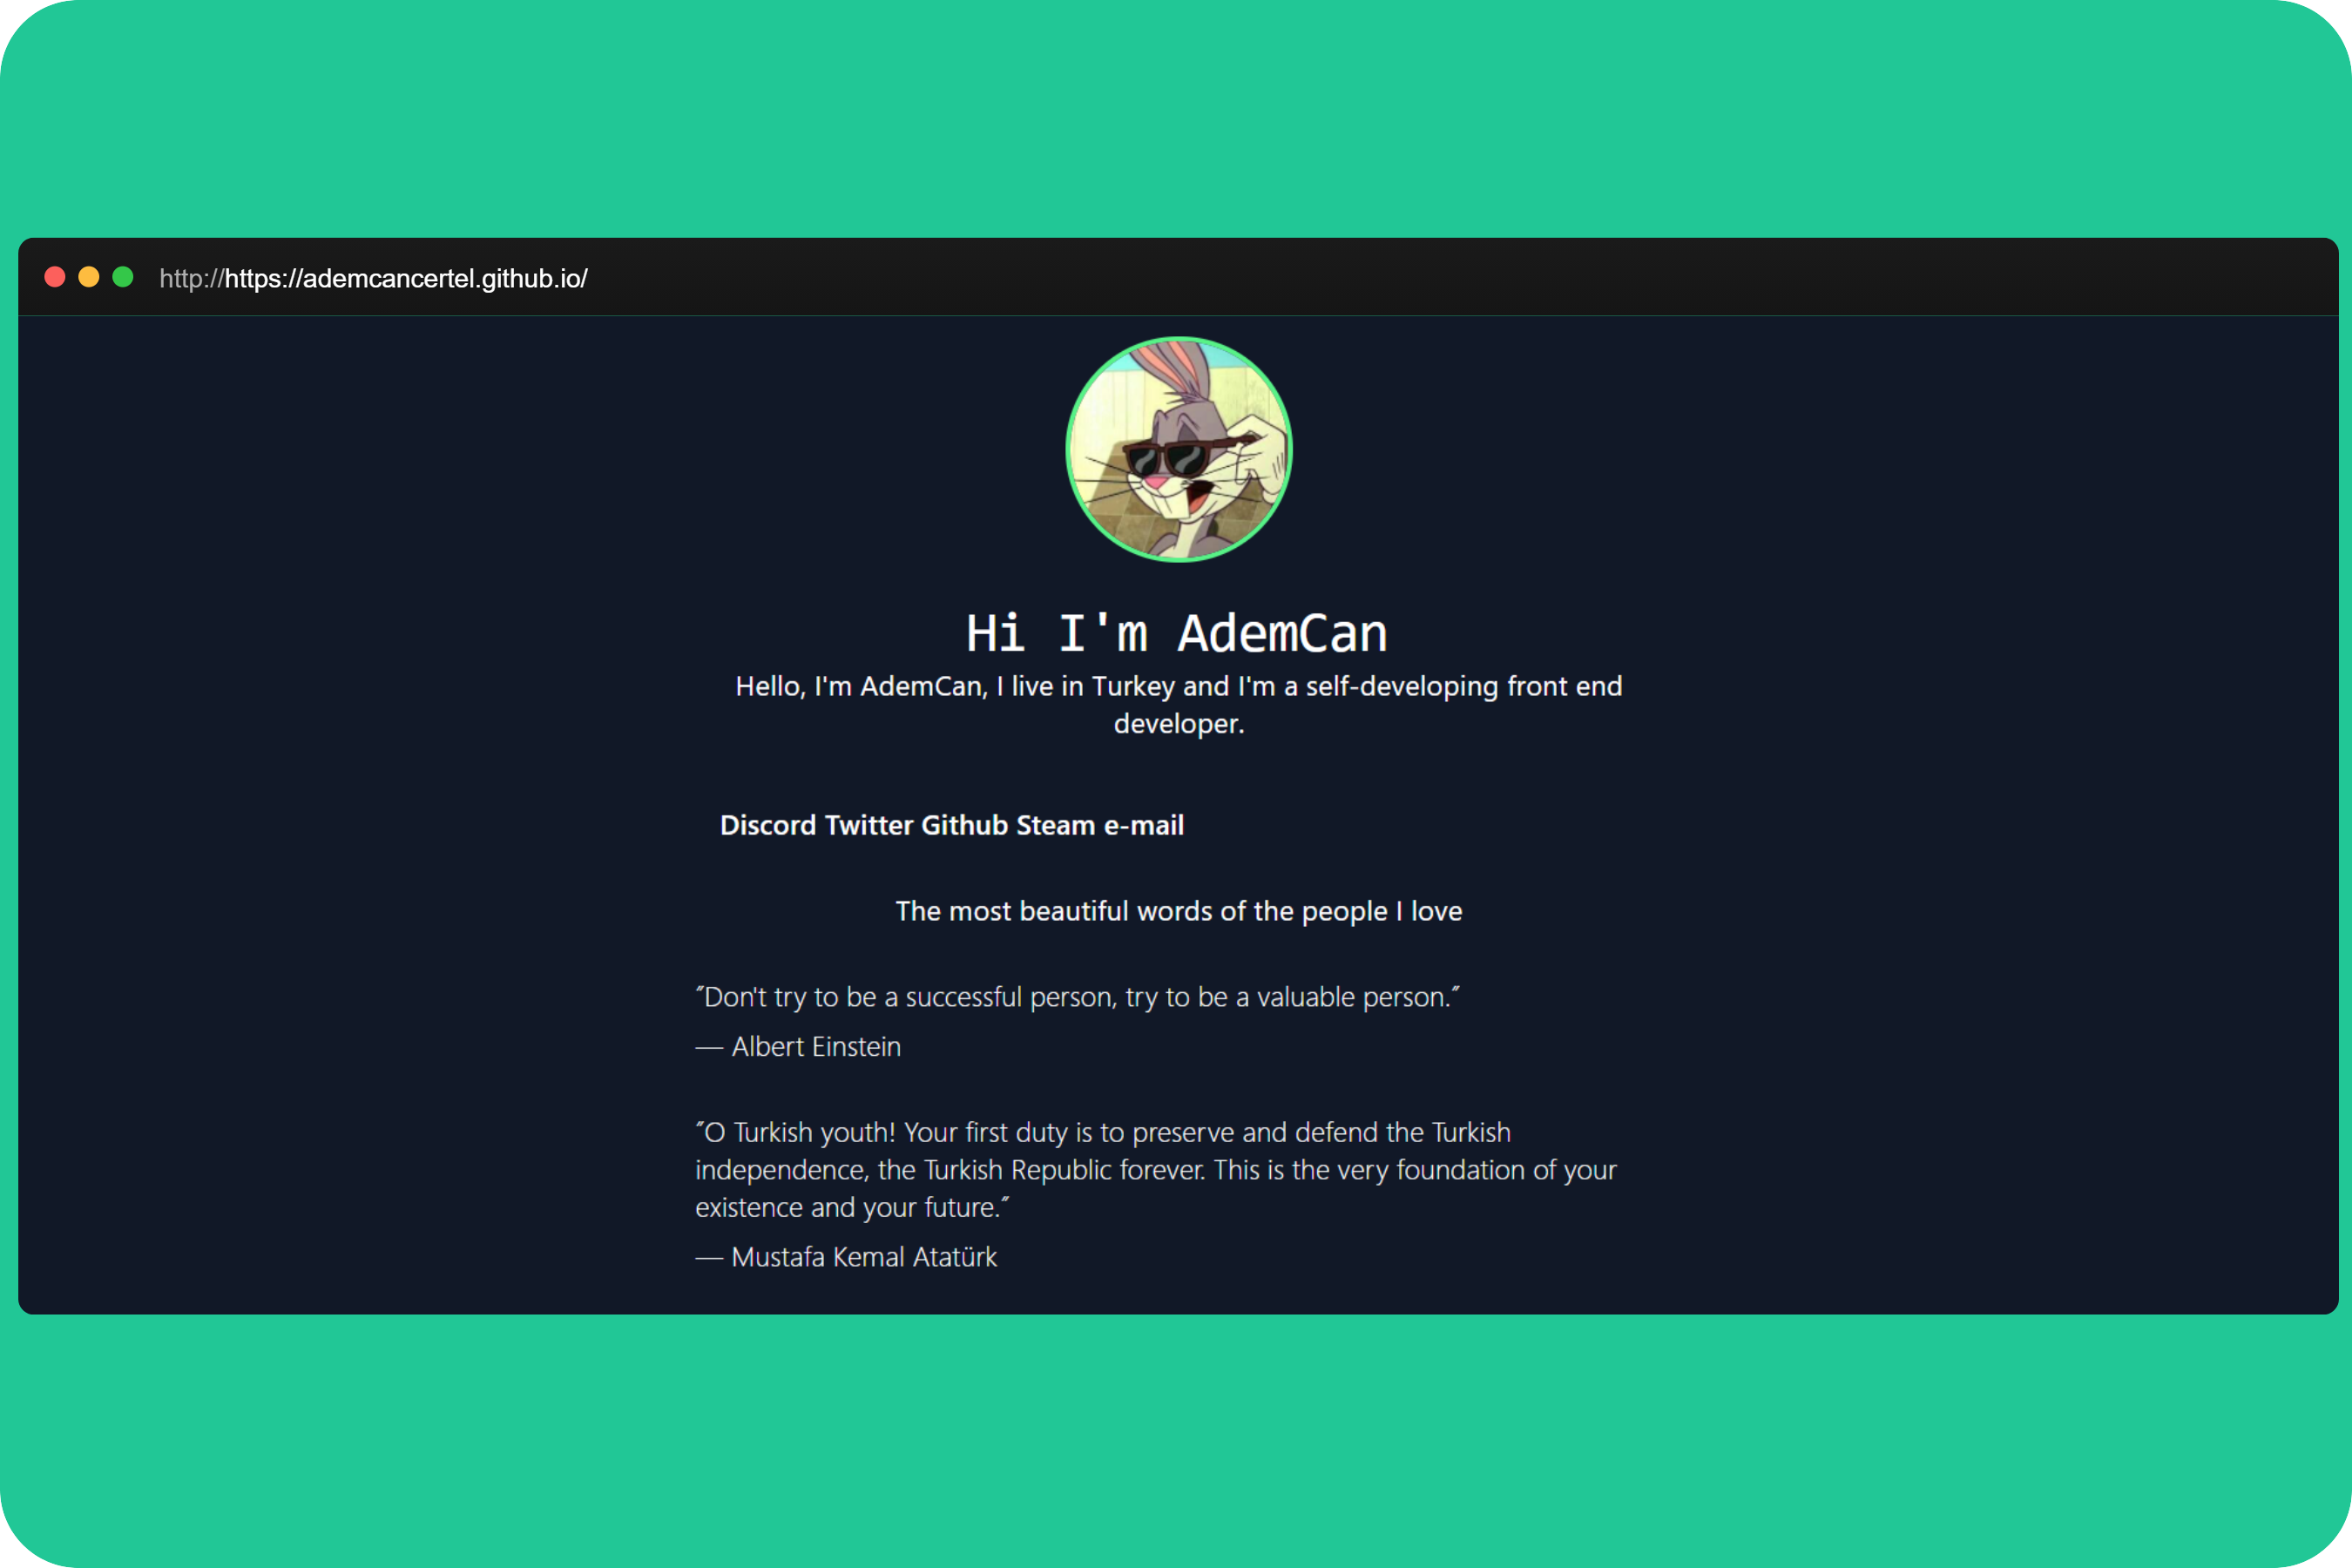 http://https://ademcancertel.github.io/
Hi I'm AdemCan
Hello, I'm AdemCan, I live in Turkey and I'm a self-developing front end
developer.
Discord Twitter Github Steam e-mail
The most beautiful words of the people I love
˝Don't try to be a successful person, try to be a valuable person.˝
— Albert Einstein
˝O Turkish youth! Your first duty is to preserve and defend the Turkish
independence, the Turkish Republic forever. This is the very foundation of your
existence and your future.˝
— Mustafa Kemal Atatürk